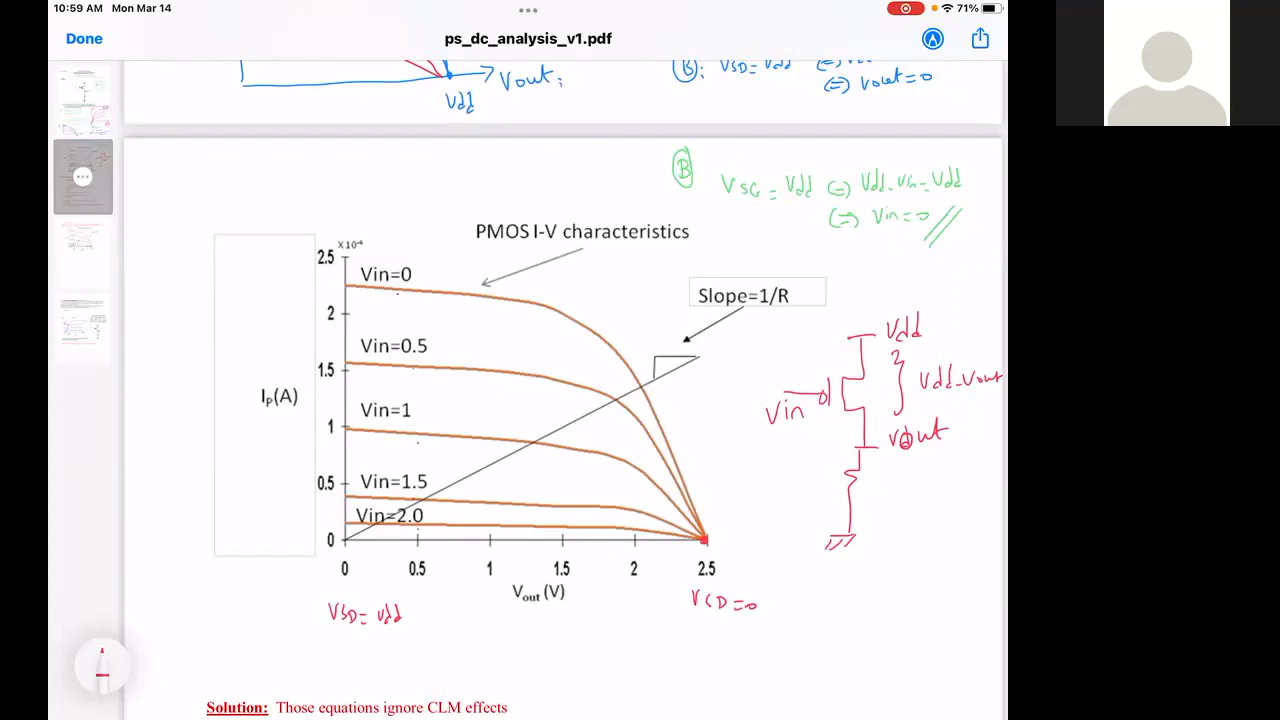 10:59 AM Mon Mar 14
71%
Done
ps_dc_analysis_v1.pdf
Vout
Vdd
(B): VSD = Vdd
(=) Vout = 0
B
VSG = Vdd (=) Vdd - Vin = Vdd
(=) Vin = 0 //
PMOS I-V characteristics
X10⁻⁴
2.5
Vin=0
2
Slope=1/R
Vin=0.5
1.5
Iₚ(A)
Vin=1
1
Vin=1.5
0.5
Vin=2.0
0
0 0.5 1 1.5 2 2.5
Vout (V)
VSD = Vdd
VSD = 0
Vdd
Vdd - Vout
Vin
Vout
Solution: Those equations ignore CLM effects